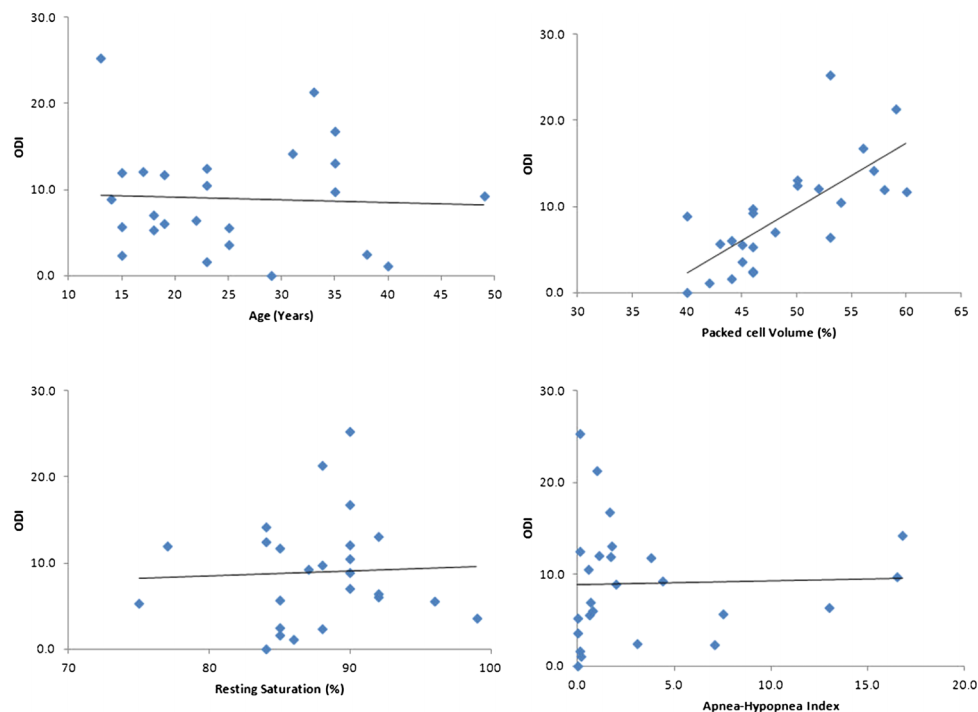 30.0
20.0
10.0
0.0
ODI
10 15 20 25 30 35 40 45 50
Age (Years)
30.0
20.0
10.0
0.0
ODI
30 35 40 45 50 55 60 65
Packed cell Volume (%)
30.0
20.0
10.0
0.0
ODI
70 80 90 100
Resting Saturation (%)
30.0
20.0
10.0
0.0
ODI
0.0 5.0 10.0 15.0 20.0
Apnea-Hypopnea Index